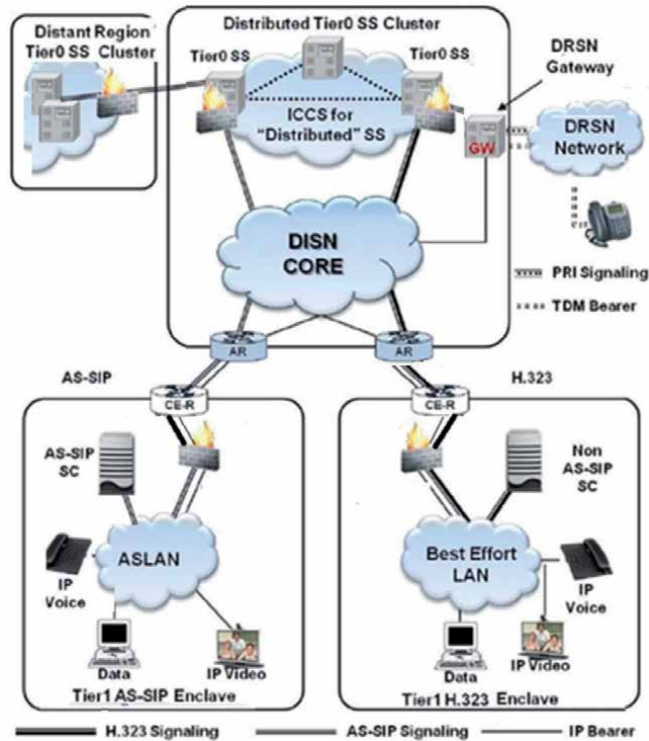 Distributed Tier0 SS Cluster
Distant Region
Tier0 SS Cluster
Tier0 SS
Tier0 SS
DRSN
Gateway
ICCS for
"Distributed" SS
GW
DRSN
Network
DISN
CORE
PRI Signaling
TDM Bearer
AR
AR
AS-SIP
H.323
CE-R
CE-R
AS-SIP
SC
Non
AS-SIP
SC
ASLAN
Best Effort
LAN
IP
Voice
IP
Voice
Data
IP Video
Data
IP Video
Tier1 AS-SIP Enclave
Tier1 H.323 Enclave
H.323 Signaling
AS-SIP Signaling
IP Bearer